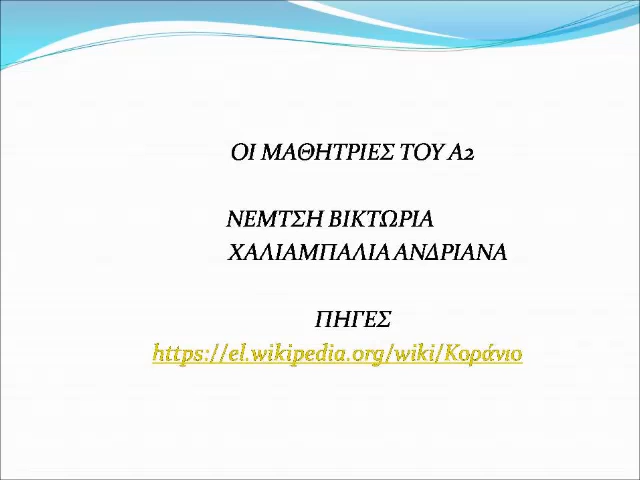 ΟΙ ΜΑΘΗΤΡΙΕΣ ΤΟΥ Α2
ΝΕΜΤΣΗ ΒΙΚΤΩΡΙΑ
ΧΑΛΙΑΜΠΑΛΙΑ ΑΝΔΡΙΑΝΑ
ΠΗΓΕΣ
https://el.wikipedia.org/wiki/Κοράνιο